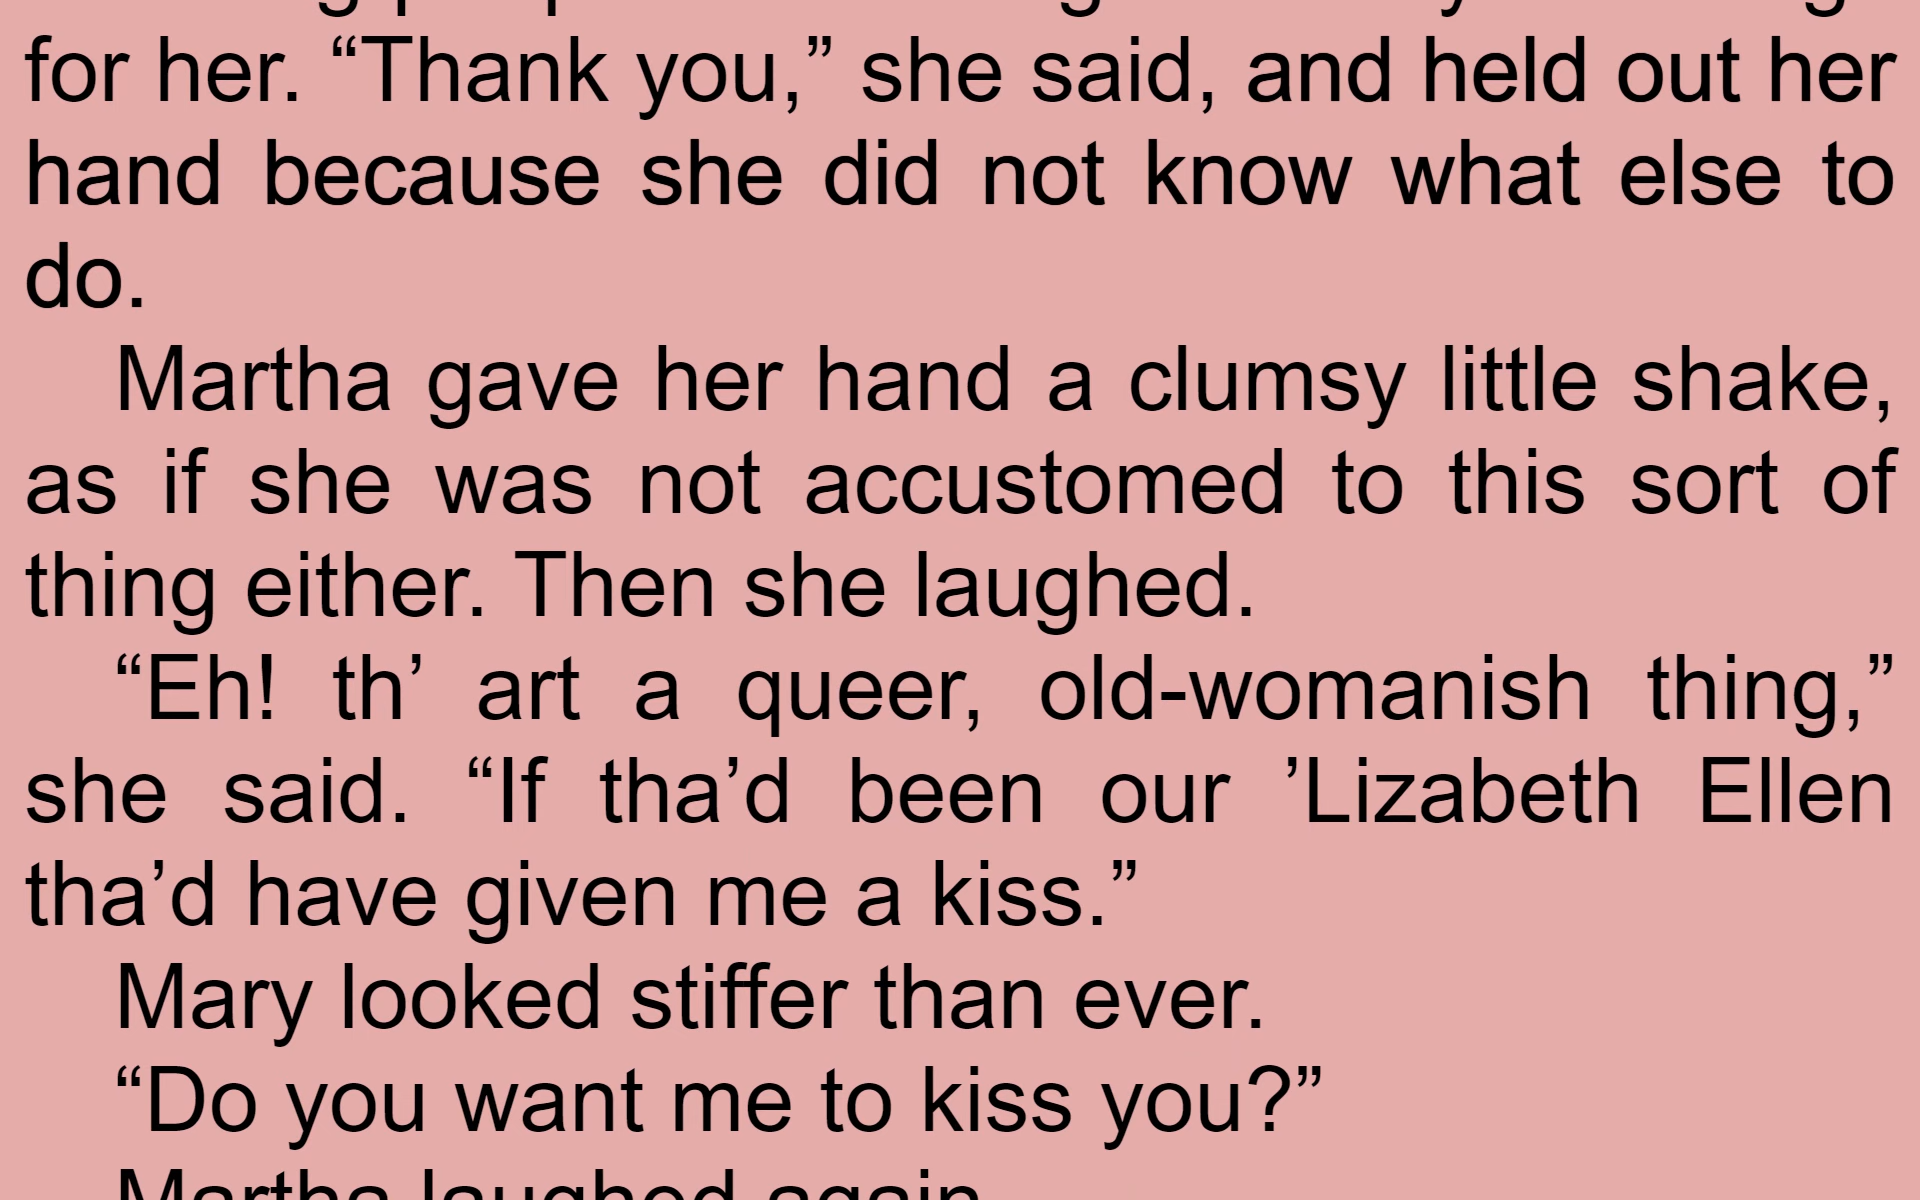 for her. “Thank you,” she said, and held out her
hand because she did not know what else to
do.
Martha gave her hand a clumsy little shake,
as if she was not accustomed to this sort of
thing either. Then she laughed.
“Eh! th’ art a queer, old-womanish thing,”
she said. “If tha’d been our ’Lizabeth Ellen
tha’d have given me a kiss.”
Mary looked stiffer than ever.
“Do you want me to kiss you?”
Martha laughed again.